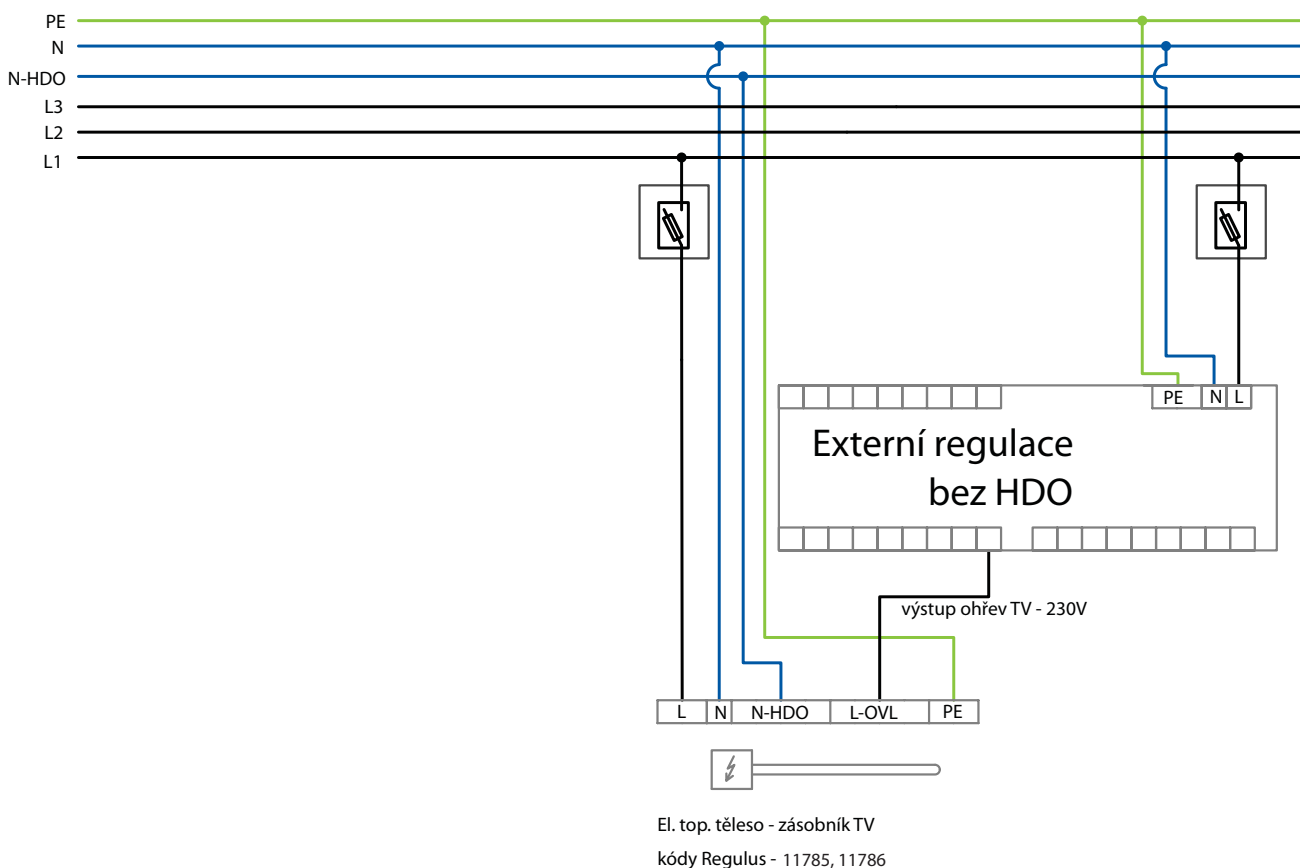 PE
N
N-HDO
L3
L2
L1
PE N L
Externí regulace
bez HDO
výstup ohřev TV - 230V
L N N-HDO L-OVL PE
El. top. těleso - zásobník TV
kódy Regulus - 11785, 11786